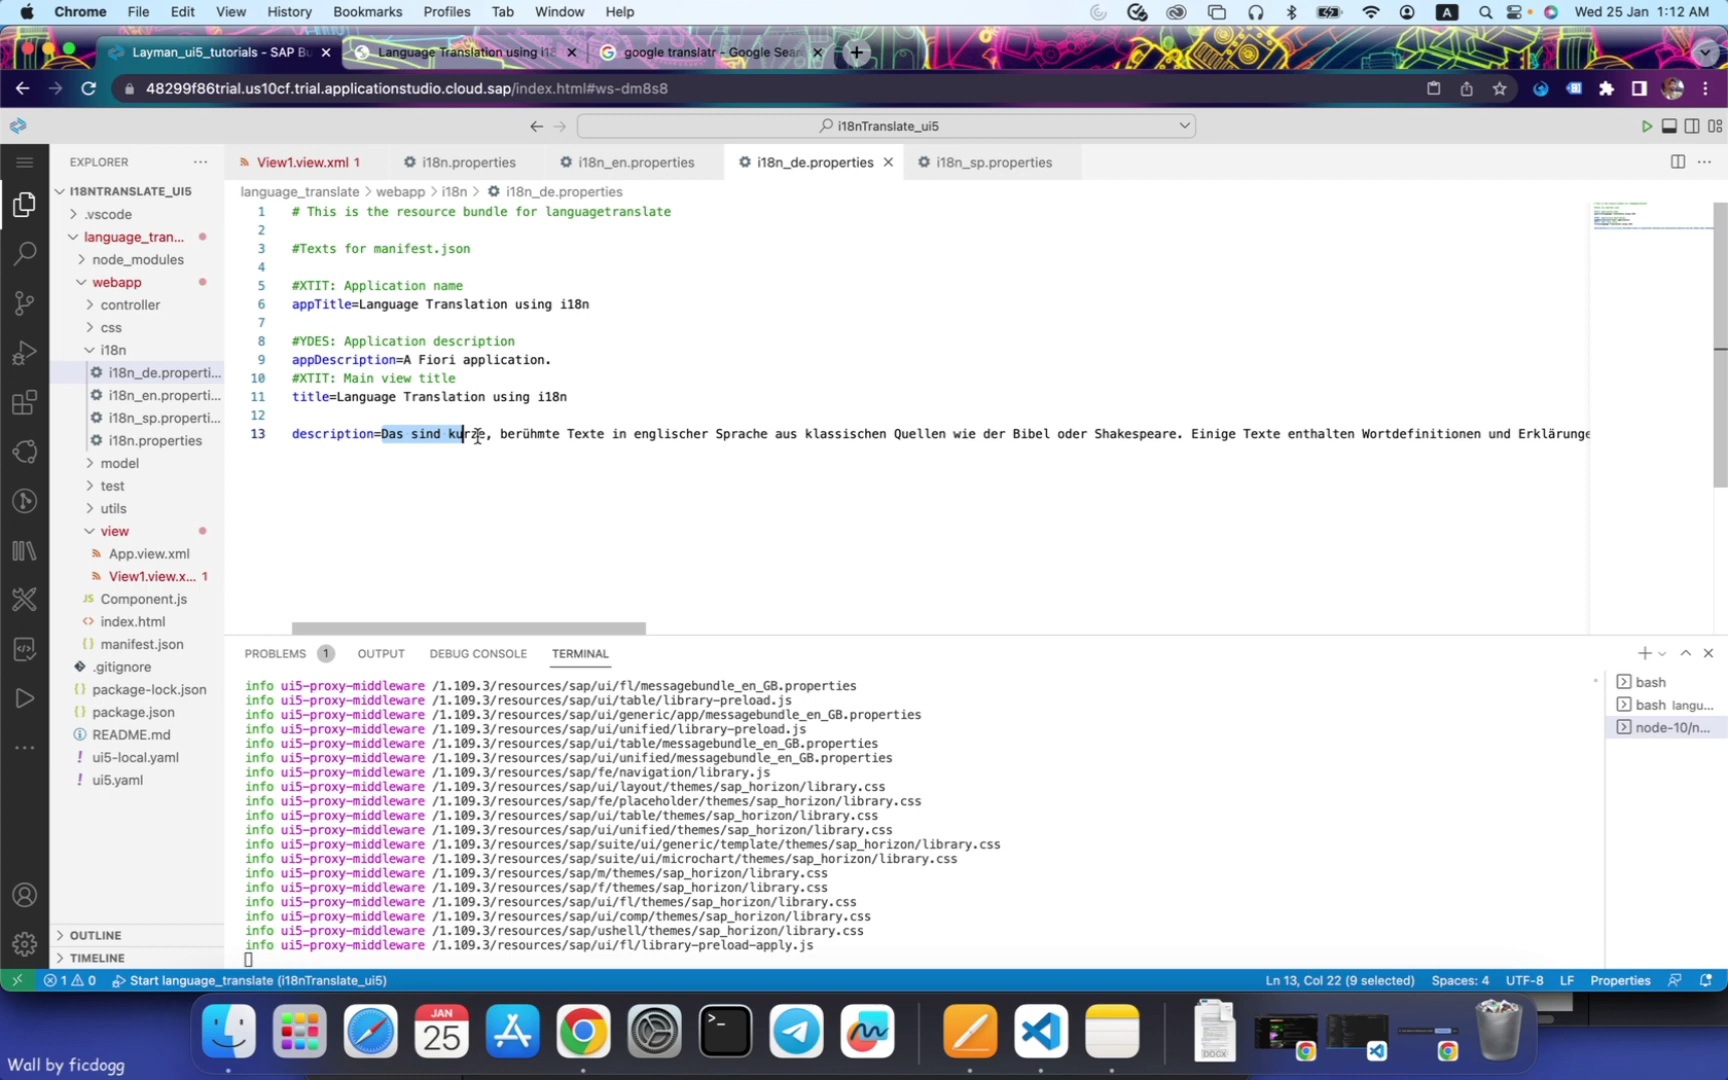 Chrome File Edit View History Bookmarks Profiles Tab Window Help A Wed 25 Jan 1:12 AM
Layman_ui5_tutorials - SAP Bu Language Translation using i18 google translatr - Google Sear
48299f86trial.us10cf.trial.applicationstudio.cloud.sap/index.html#ws-dm8s8
i18nTranslate_ui5
EXPLORER
View1.view.xml 1 i18n.properties i18n_en.properties i18n_de.properties i18n_sp.properties
I18NTRANSLATE_UI5
.vscode
language_tran...
node_modules
webapp
controller
css
i18n
i18n_de.properti...
i18n_en.properti...
i18n_sp.properti...
i18n.properties
model
test
utils
view
App.view.xml
View1.view.x... 1
Component.js
index.html
manifest.json
.gitignore
package-lock.json
package.json
README.md
ui5-local.yaml
ui5.yaml
OUTLINE
TIMELINE
language_translate > webapp > i18n > i18n_de.properties
1 # This is the resource bundle for languagetranslate
2
3 #Texts for manifest.json
4
5 #XTIT: Application name
6 appTitle=Language Translation using i18n
7
8 #YDES: Application description
9 appDescription=A Fiori application.
10 #XTIT: Main view title
11 title=Language Translation using i18n
12
13 description=Das sind kurze, berühmte Texte in englischer Sprache aus klassischen Quellen wie der Bibel oder Shakespeare. Einige Texte enthalten Wortdefinitionen und Erklärunge
PROBLEMS 1 OUTPUT DEBUG CONSOLE TERMINAL
info ui5-proxy-middleware /1.109.3/resources/sap/ui/fl/messagebundle_en_GB.properties
info ui5-proxy-middleware /1.109.3/resources/sap/ui/table/library-preload.js
info ui5-proxy-middleware /1.109.3/resources/sap/ui/generic/app/messagebundle_en_GB.properties
info ui5-proxy-middleware /1.109.3/resources/sap/ui/unified/library-preload.js
info ui5-proxy-middleware /1.109.3/resources/sap/ui/table/messagebundle_en_GB.properties
info ui5-proxy-middleware /1.109.3/resources/sap/ui/unified/messagebundle_en_GB.properties
info ui5-proxy-middleware /1.109.3/resources/sap/fe/navigation/library.js
info ui5-proxy-middleware /1.109.3/resources/sap/ui/layout/themes/sap_horizon/library.css
info ui5-proxy-middleware /1.109.3/resources/sap/fe/placeholder/themes/sap_horizon/library.css
info ui5-proxy-middleware /1.109.3/resources/sap/ui/table/themes/sap_horizon/library.css
info ui5-proxy-middleware /1.109.3/resources/sap/ui/unified/themes/sap_horizon/library.css
info ui5-proxy-middleware /1.109.3/resources/sap/suite/ui/generic/template/themes/sap_horizon/library.css
info ui5-proxy-middleware /1.109.3/resources/sap/suite/ui/microchart/themes/sap_horizon/library.css
info ui5-proxy-middleware /1.109.3/resources/sap/m/themes/sap_horizon/library.css
info ui5-proxy-middleware /1.109.3/resources/sap/f/themes/sap_horizon/library.css
info ui5-proxy-middleware /1.109.3/resources/sap/ui/fl/themes/sap_horizon/library.css
info ui5-proxy-middleware /1.109.3/resources/sap/ui/comp/themes/sap_horizon/library.css
info ui5-proxy-middleware /1.109.3/resources/sap/ushell/themes/sap_horizon/library.css
info ui5-proxy-middleware /1.109.3/resources/sap/ui/fl/library-preload-apply.js
bash
bash langu...
node-10/n...
1 0 Start language_translate (i18nTranslate_ui5) Ln 13, Col 22 (9 selected) Spaces: 4 UTF-8 LF Properties
JAN
25
DOCX
Wall by ficdogg